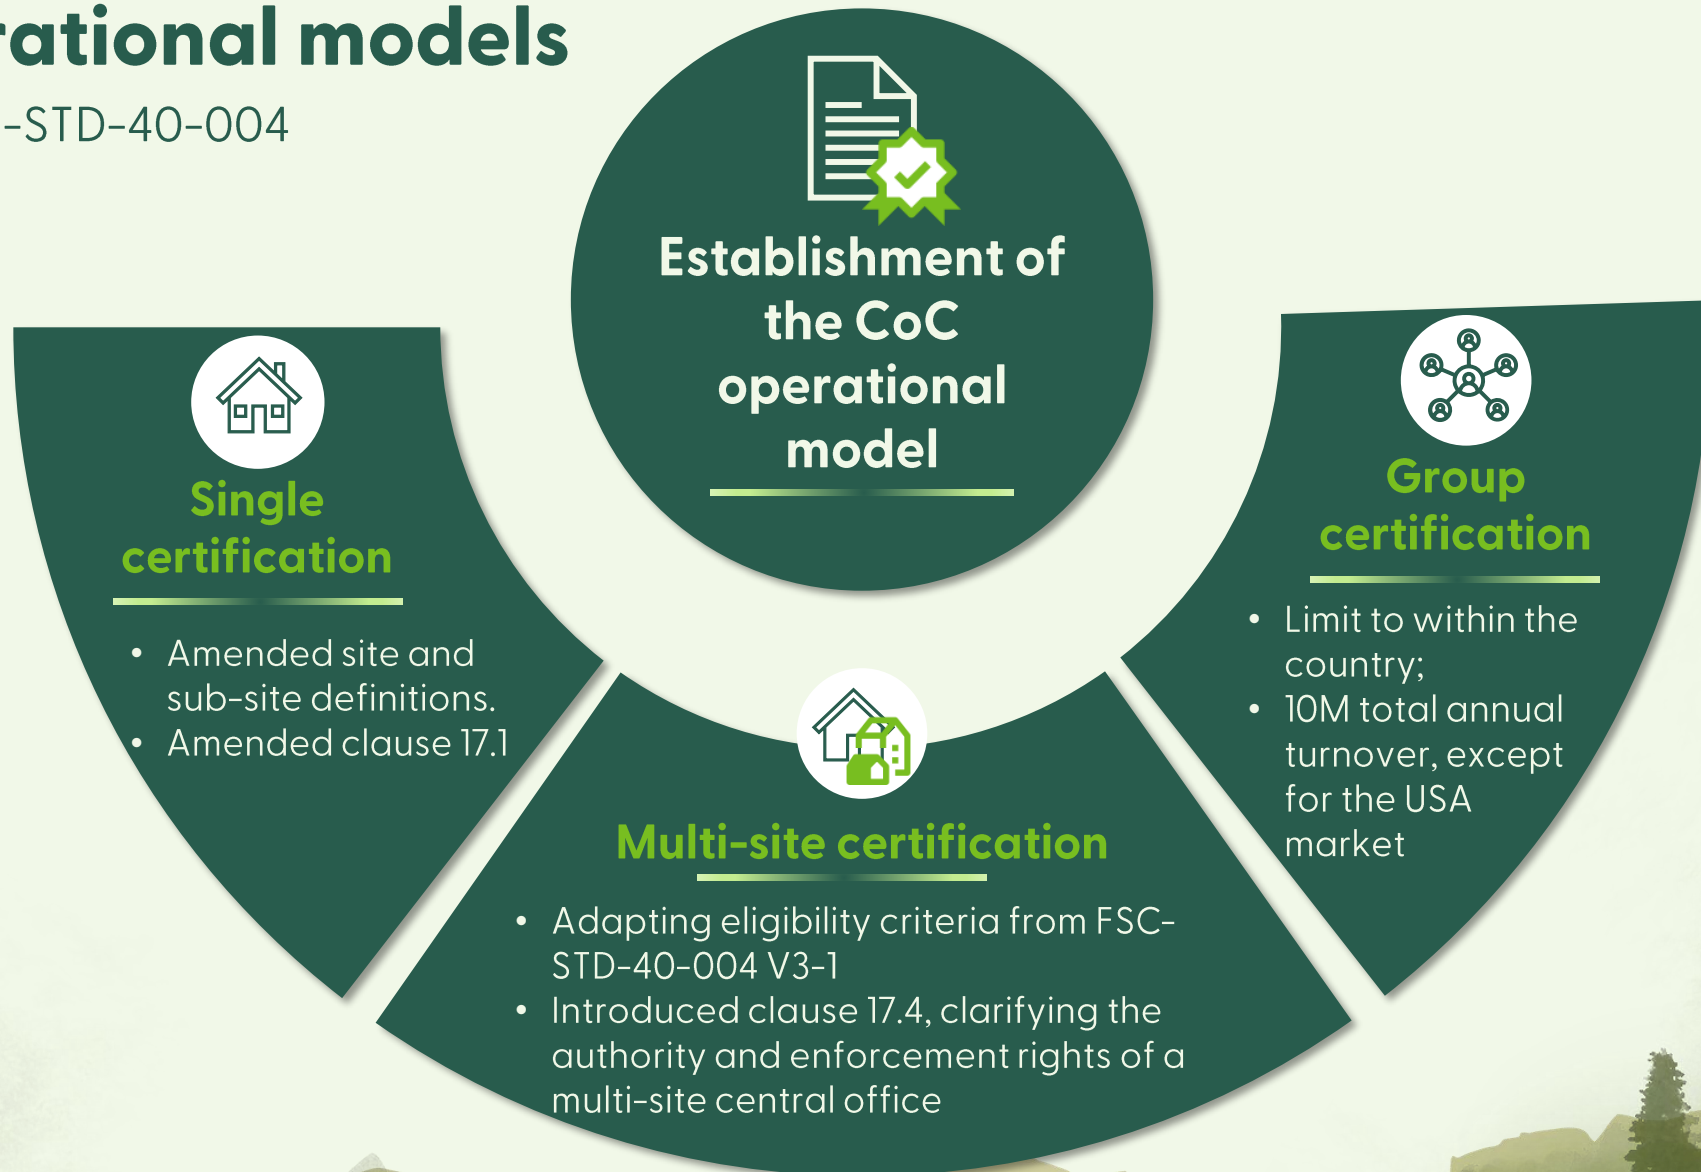 rational models
-STD-40-004
Establishment of
the CoC
operational
model
Single
certification
• Amended site and
sub-site definitions.
• Amended clause 17.1
Multi-site certification
• Adapting eligibility criteria from FSC-
STD-40-004 V3-1
• Introduced clause 17.4, clarifying the
authority and enforcement rights of a
multi-site central office
Group
certification
• Limit to within the
country;
• 10M total annual
turnover, except
for the USA
market